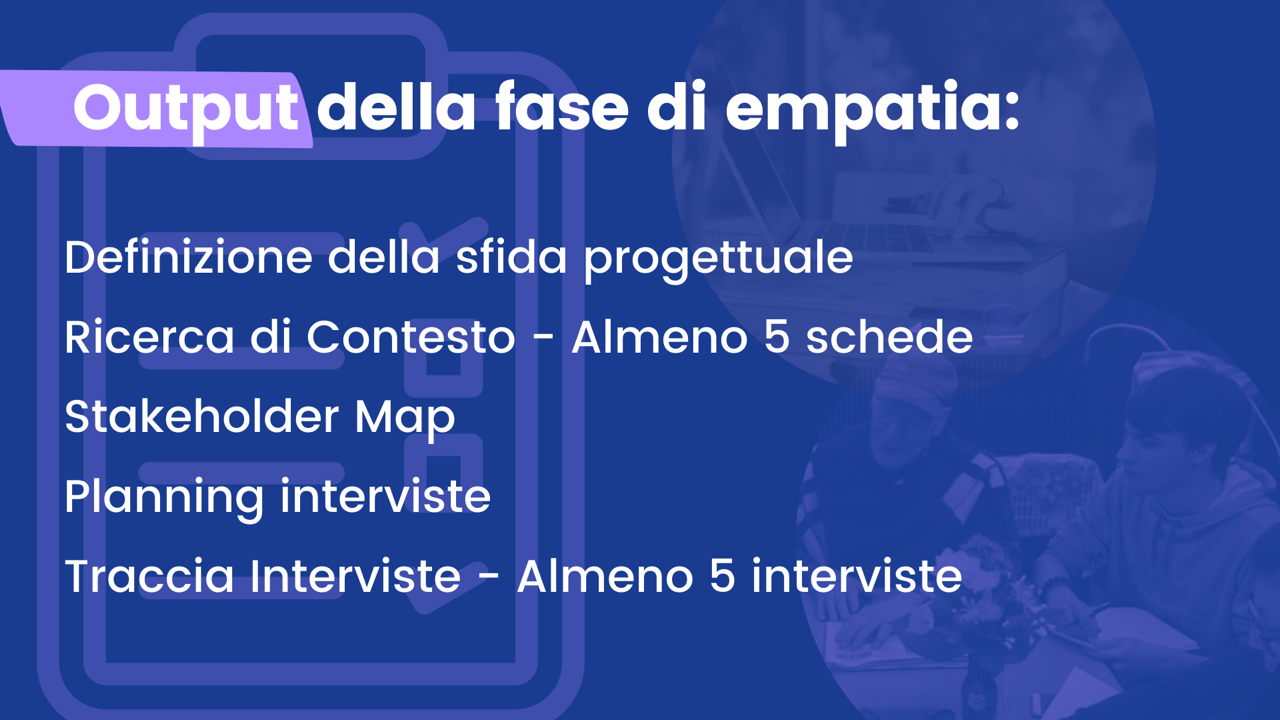 Output della fase di empatia:
Definizione della sfida progettuale
Ricerca di Contesto - Almeno 5 schede
Stakeholder Map
Planning interviste
Traccia Interviste - Almeno 5 interviste